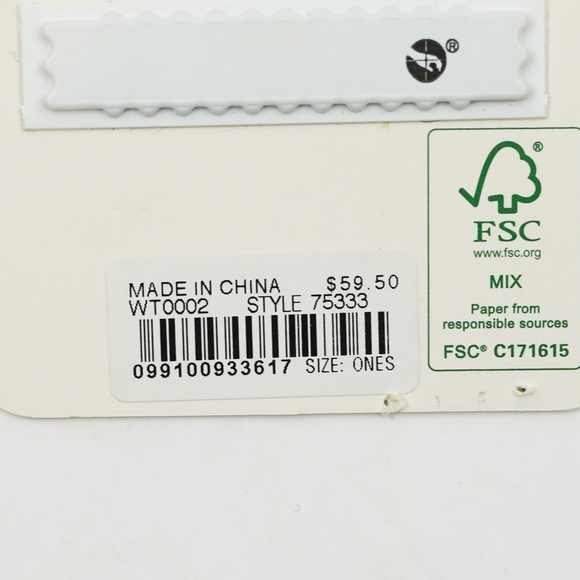 ®
®
FSC
www.fsc.org
MIX
Paper from
responsible sources
FSC® C171615
MADE IN CHINA $59.50
WT0002 STYLE 75333
099100933617 SIZE: ONES